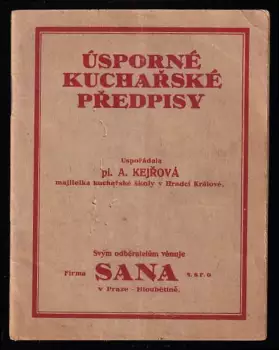 ÚSPORNÉ
KUCHAŘSKÉ
PŘEDPISY
Uspořádala
pí. A. KEJŘOVÁ
majitelka kuchařské školy v Hradci Králové.
Svým odběratelům věnuje
Firma SANA s. s r. o.
v Praze - Hloubětíně.